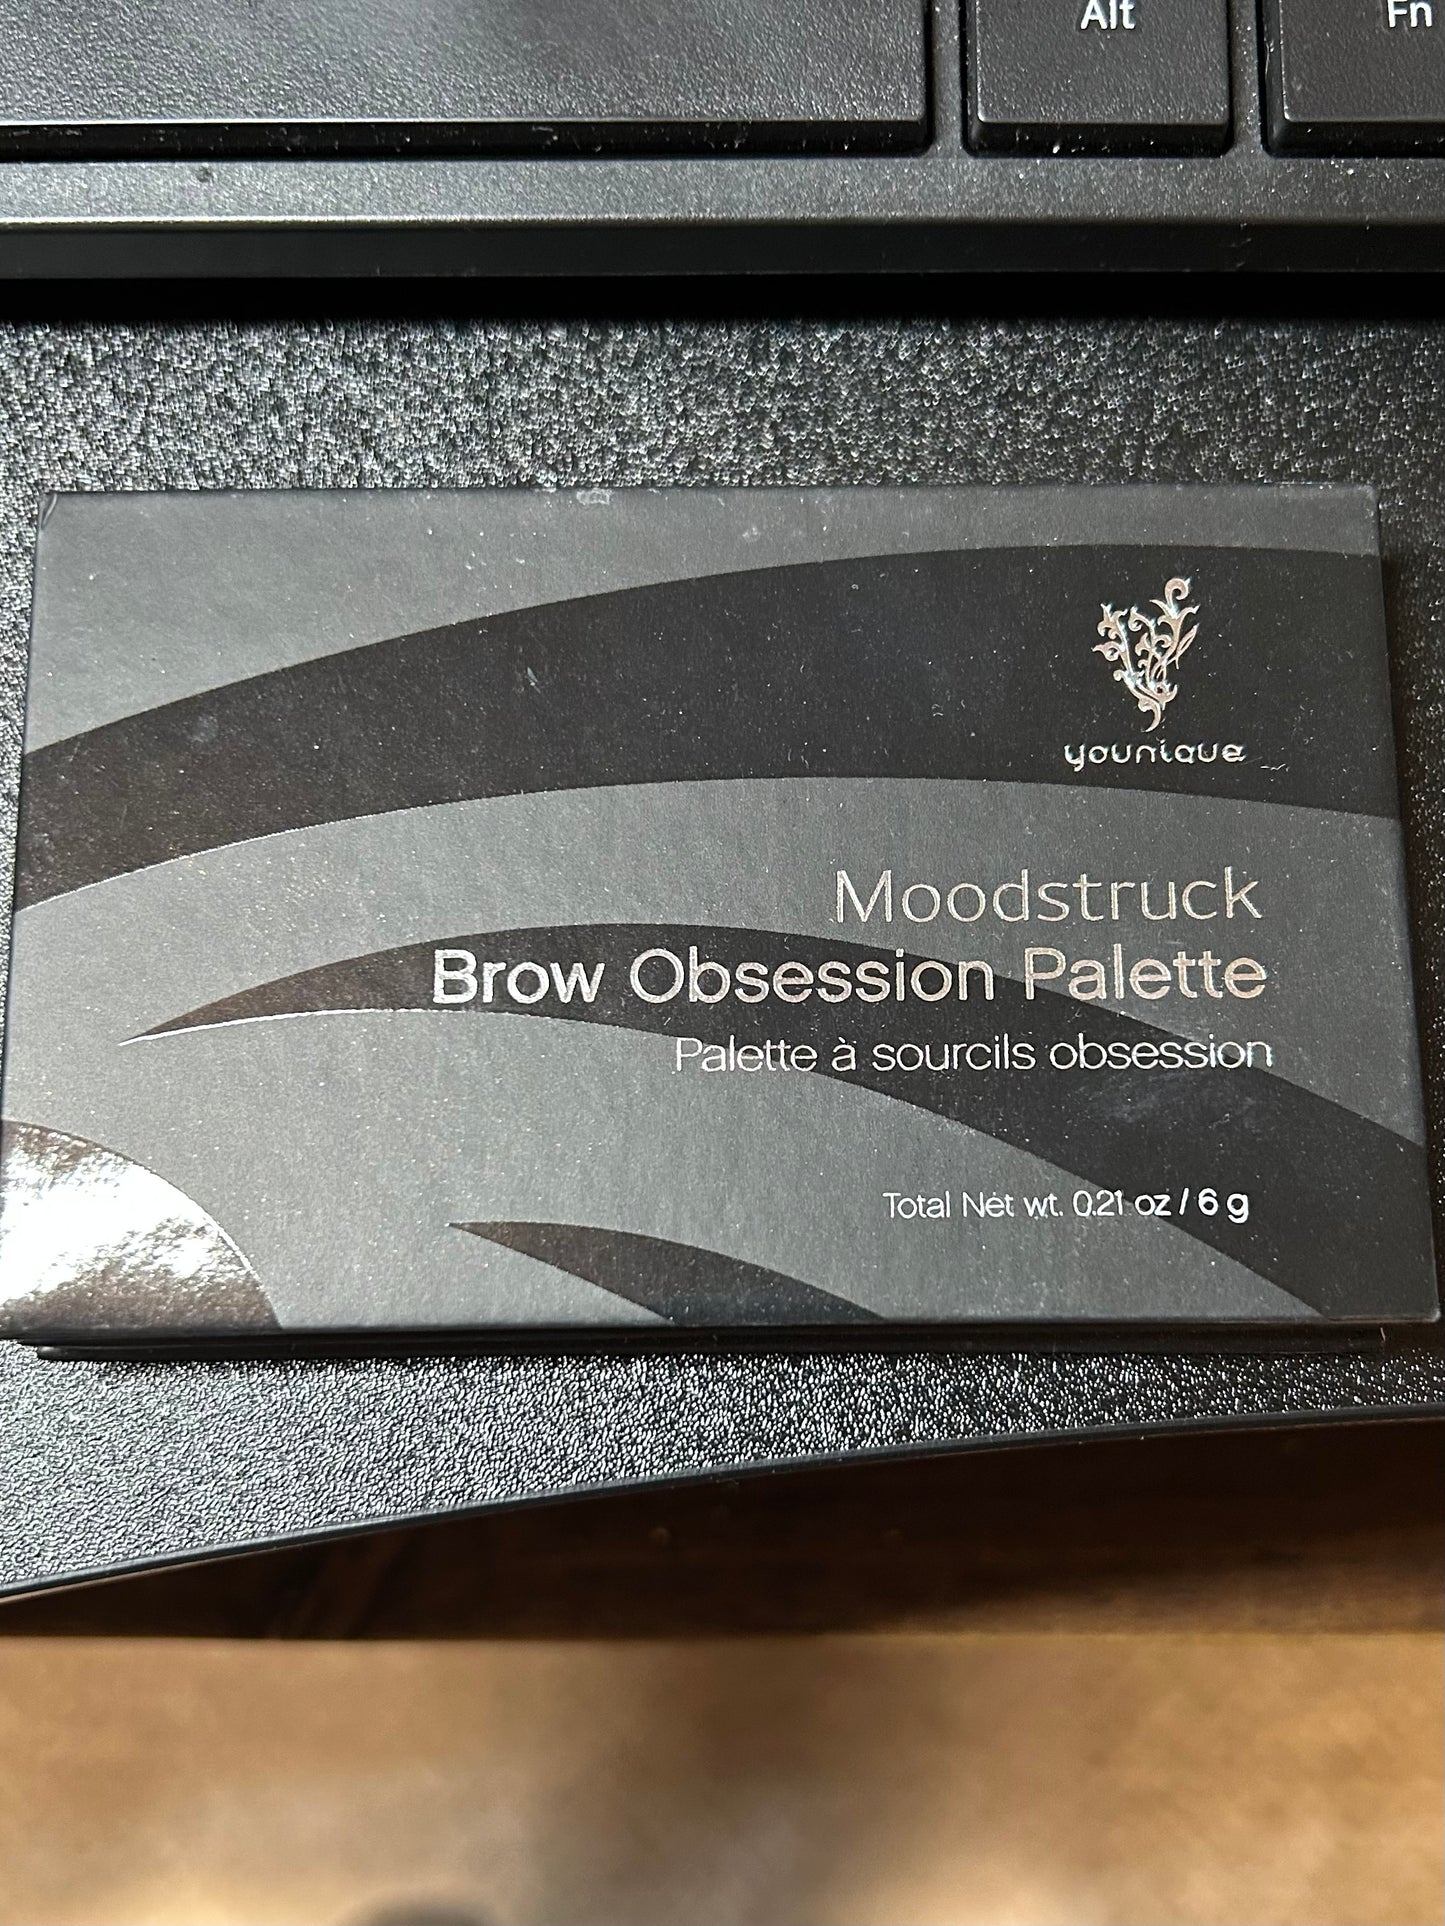 Alt
Fn
younique
Moodstruck
Brow Obsession Palette
Palette à sourcils obsession
Total Net wt. 0.21 oz / 6 g